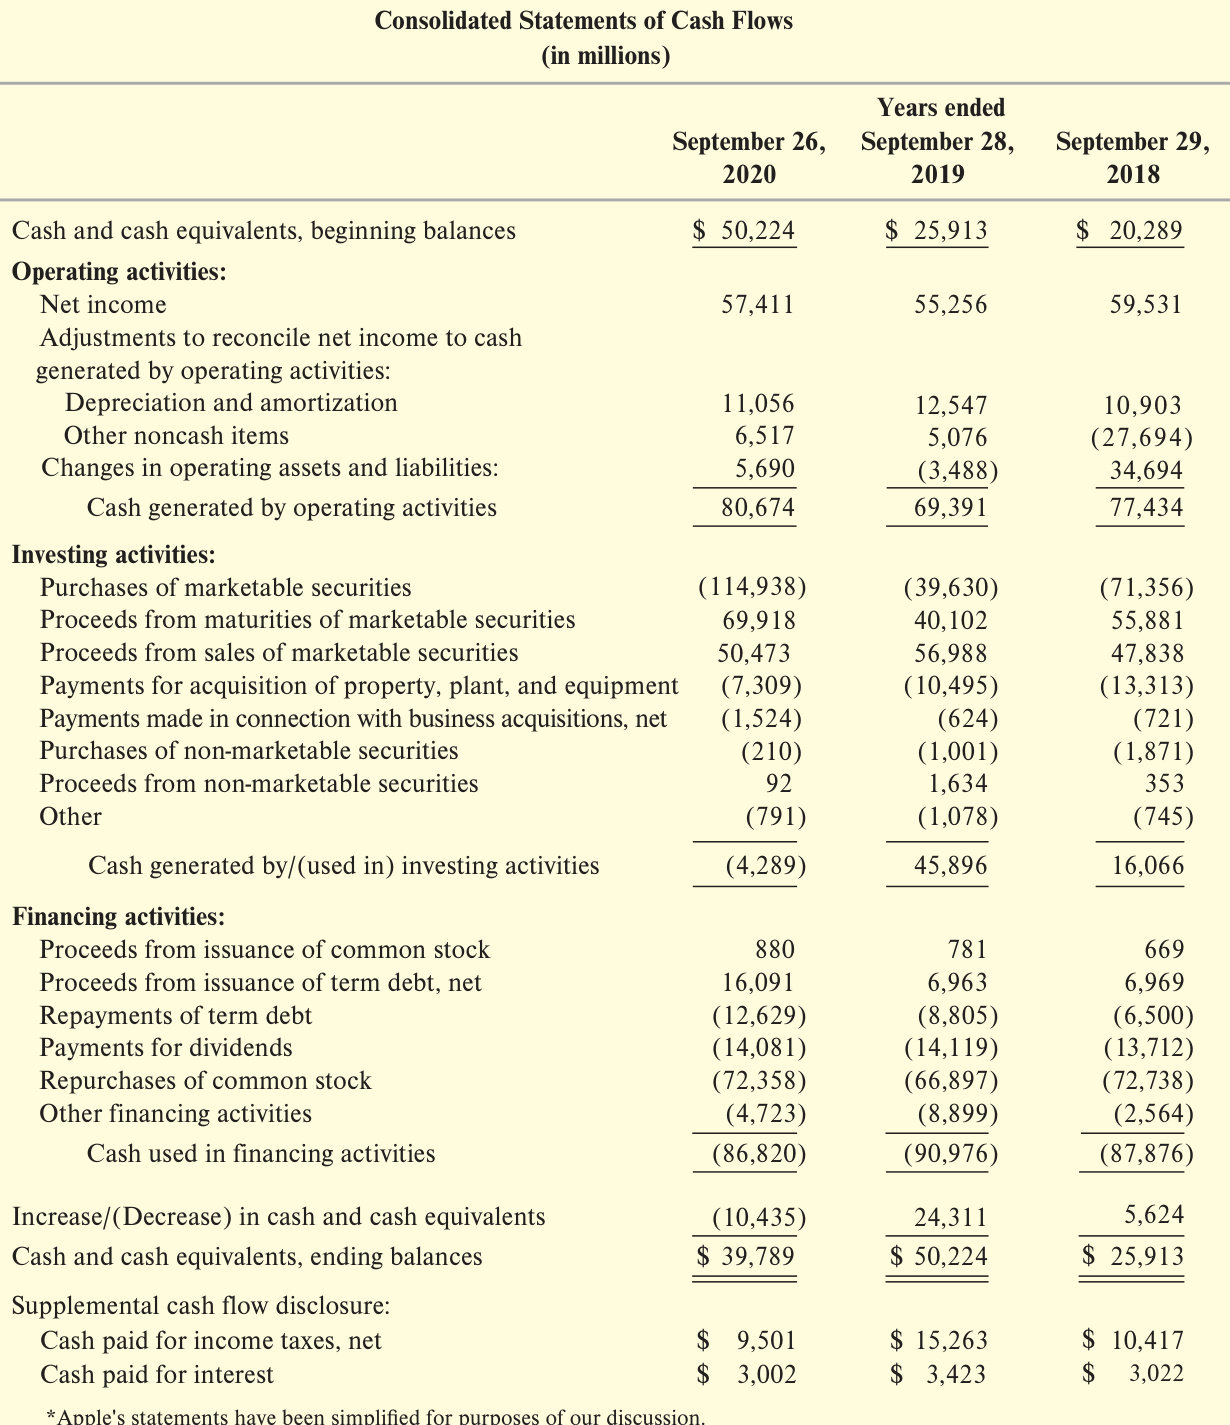 Consolidated Statements of Cash Flows
(in millions)
Years ended
September 26, September 28, September 29,
2020 2019 2018
Cash and cash equivalents, beginning balances $ 50,224 $ 25,913 $ 20,289
Operating activities:
Net income 57,411 55,256 59,531
Adjustments to reconcile net income to cash
generated by operating activities:
Depreciation and amortization 11,056 12,547 10,903
Other noncash items 6,517 5,076 (27,694)
Changes in operating assets and liabilities: 5,690 (3,488) 34,694
Cash generated by operating activities 80,674 69,391 77,434
Investing activities:
Purchases of marketable securities (114,938) (39,630) (71,356)
Proceeds from maturities of marketable securities 69,918 40,102 55,881
Proceeds from sales of marketable securities 50,473 56,988 47,838
Payments for acquisition of property, plant, and equipment (7,309) (10,495) (13,313)
Payments made in connection with business acquisitions, net (1,524) (624) (721)
Purchases of non-marketable securities (210) (1,001) (1,871)
Proceeds from non-marketable securities 92 1,634 353
Other (791) (1,078) (745)
Cash generated by/(used in) investing activities (4,289) 45,896 16,066
Financing activities:
Proceeds from issuance of common stock 880 781 669
Proceeds from issuance of term debt, net 16,091 6,963 6,969
Repayments of term debt (12,629) (8,805) (6,500)
Payments for dividends (14,081) (14,119) (13,712)
Repurchases of common stock (72,358) (66,897) (72,738)
Other financing activities (4,723) (8,899) (2,564)
Cash used in financing activities (86,820) (90,976) (87,876)
Increase/(Decrease) in cash and cash equivalents (10,435) 24,311 5,624
Cash and cash equivalents, ending balances $ 39,789 $ 50,224 $ 25,913
Supplemental cash flow disclosure:
Cash paid for income taxes, net $ 9,501 $ 15,263 $ 10,417
Cash paid for interest $ 3,002 $ 3,423 $ 3,022
*Apple's statements have been simplified for purposes of our discussion.